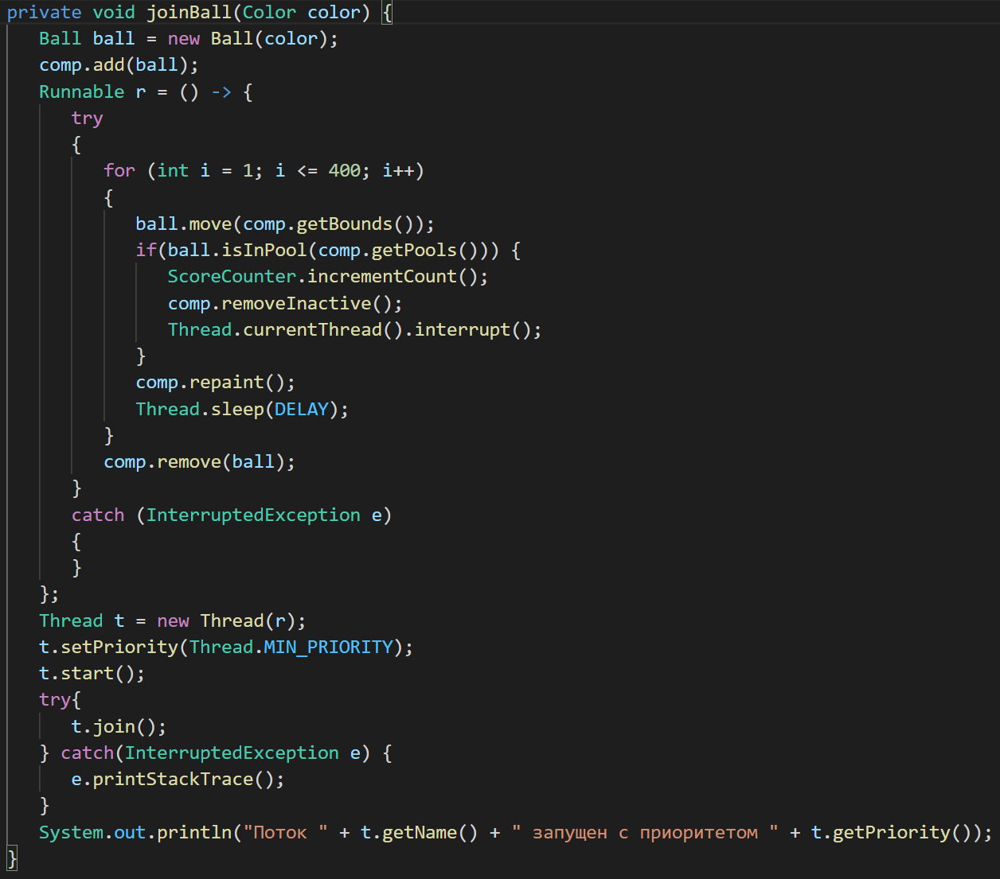 private void joinBall(Color color) {
   Ball ball = new Ball(color);
   comp.add(ball);
   Runnable r = () -> {
      try
      {
         for (int i = 1; i <= 400; i++)
         {
            ball.move(comp.getBounds());
            if(ball.isInPool(comp.getPools())) {
               ScoreCounter.incrementCount();
               comp.removeInactive();
               Thread.currentThread().interrupt();
            }
            comp.repaint();
            Thread.sleep(DELAY);
         }
         comp.remove(ball);
      }
      catch (InterruptedException e)
      {
      }
   };
   Thread t = new Thread(r);
   t.setPriority(Thread.MIN_PRIORITY);
   t.start();
   try{
      t.join();
   } catch(InterruptedException e) {
      e.printStackTrace();
   }
   System.out.println("Поток " + t.getName() + " запущен с приоритетом " + t.getPriority());
}